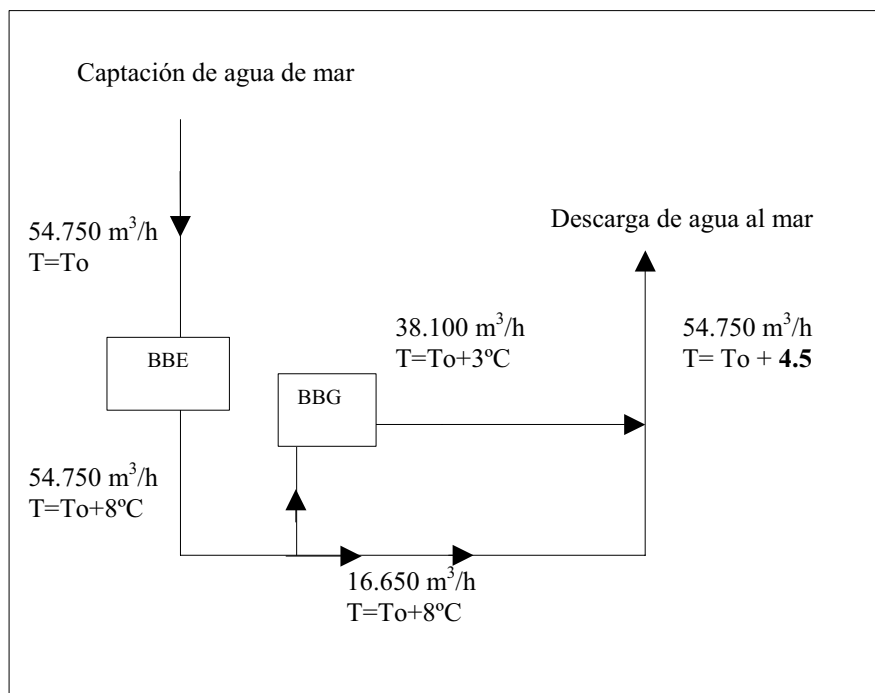 Captación de agua de mar
54.750 m³/h
T=To
Descarga de agua al mar
38.100 m³/h
T=To+3ºC
54.750 m³/h
T= To + 4.5
BBE
BBG
54.750 m³/h
T=To+8ºC
16.650 m³/h
T=To+8ºC